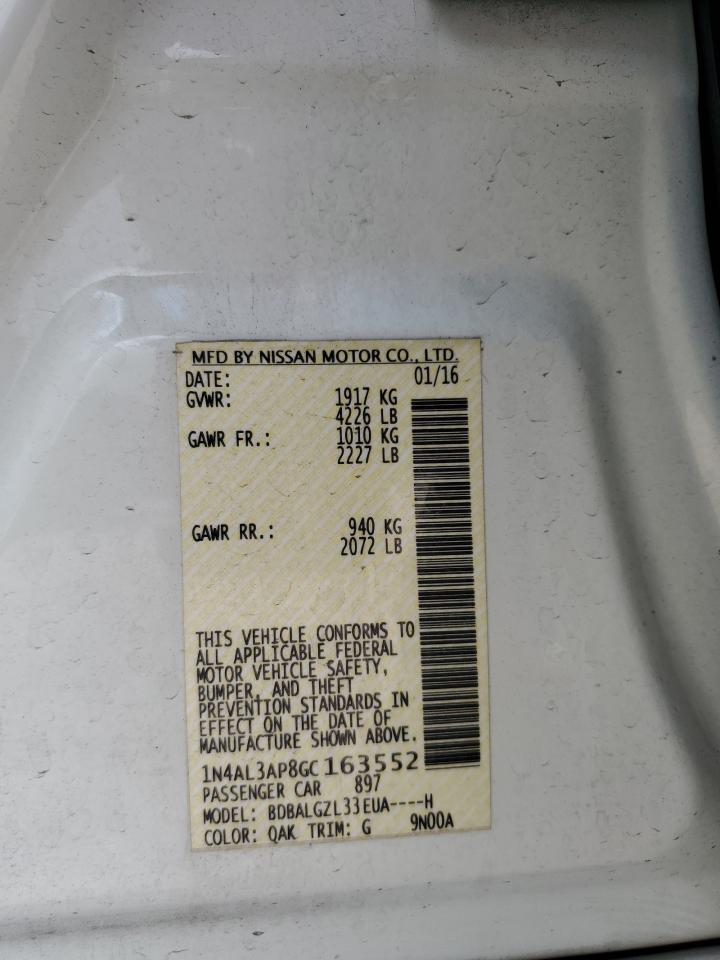 MFD BY NISSAN MOTOR CO., LTD.
DATE: 01/16
GVWR: 1917 KG
4226 LB
GAWR FR.: 1010 KG
2227 LB
GAWR RR.: 940 KG
2072 LB
THIS VEHICLE CONFORMS TO
ALL APPLICABLE FEDERAL
MOTOR VEHICLE SAFETY,
BUMPER, AND THEFT
PREVENTION STANDARDS IN
EFFECT ON THE DATE OF
MANUFACTURE SHOWN ABOVE.
1N4AL3AP8GC163552
PASSENGER CAR 897
MODEL: BDBALGZL33EUA----H
COLOR: QAK TRIM: G 9N00A